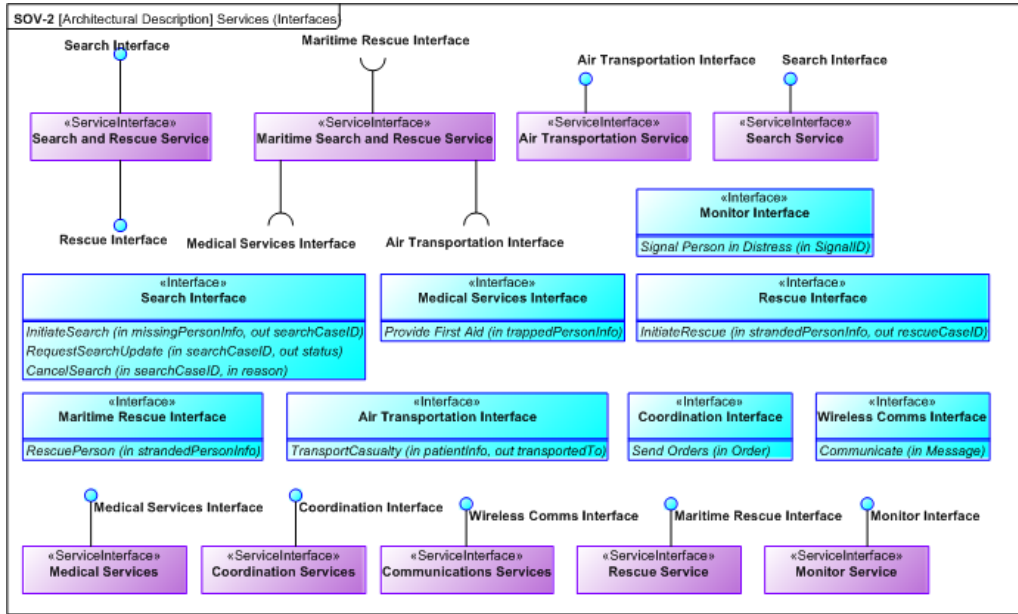 SOV-2 [Architectural Description] Services (Interfaces)
Search Interface
Maritime Rescue Interface
Air Transportation Interface
Search Interface
«ServiceInterface»
Search and Rescue Service
«ServiceInterface»
Maritime Search and Rescue Service
«ServiceInterface»
Air Transportation Service
«ServiceInterface»
Search Service
Rescue Interface
Medical Services Interface
Air Transportation Interface
«Interface»
Monitor Interface
Signal Person in Distress (in SignalID)
«Interface»
Search Interface
InitiateSearch (in missingPersonInfo, out searchCaseID)
RequestSearchUpdate (in searchCaseID, out status)
CancelSearch (in searchCaseID, in reason)
«Interface»
Medical Services Interface
Provide First Aid (in trappedPersonInfo)
«Interface»
Rescue Interface
InitiateRescue (in strandedPersonInfo, out rescueCaseID)
«Interface»
Maritime Rescue Interface
RescuePerson (in strandedPersonInfo)
«Interface»
Air Transportation Interface
TransportCasualty (in patientInfo, out transportedTo)
«Interface»
Coordination Interface
Send Orders (in Order)
«Interface»
Wireless Comms Interface
Communicate (in Message)
Medical Services Interface
Coordination Interface
Wireless Comms Interface
Maritime Rescue Interface
Monitor Interface
«ServiceInterface»
Medical Services
«ServiceInterface»
Coordination Services
«ServiceInterface»
Communications Services
«ServiceInterface»
Rescue Service
«ServiceInterface»
Monitor Service